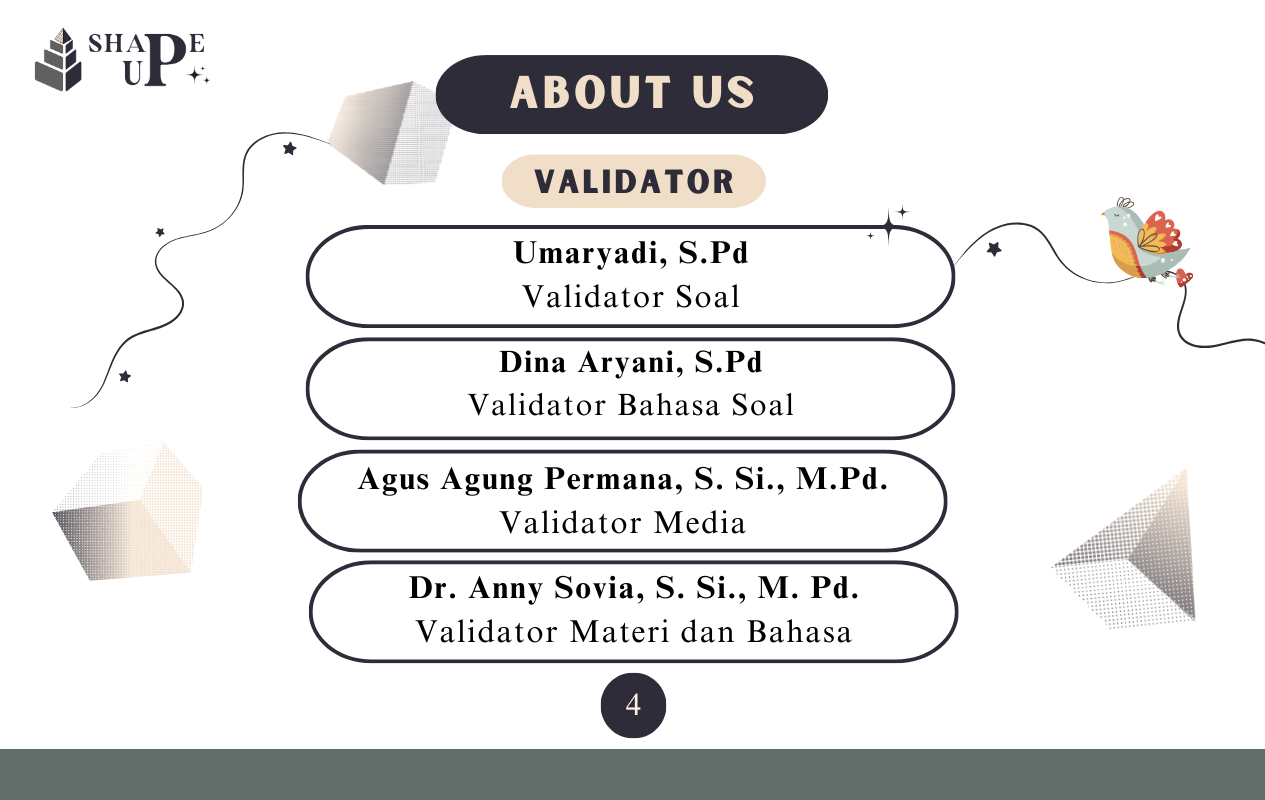 SHAPE
UP
ABOUT US
VALIDATOR
Umaryadi, S.Pd
Validator Soal
Dina Aryani, S.Pd
Validator Bahasa Soal
Agus Agung Permana, S. Si., M.Pd.
Validator Media
Dr. Anny Sovia, S. Si., M. Pd.
Validator Materi dan Bahasa
4